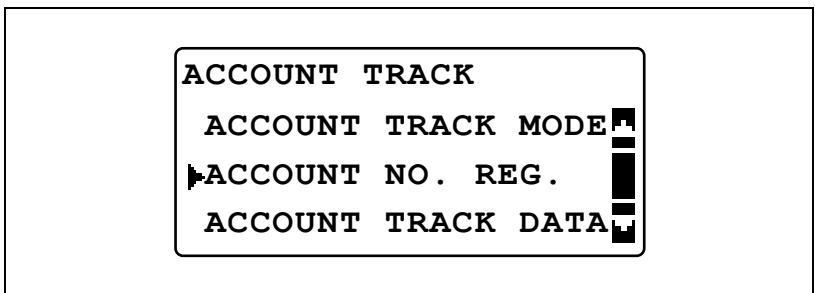 ACCOUNT TRACK
ACCOUNT TRACK MODE
ACCOUNT NO. REG.
ACCOUNT TRACK DATA